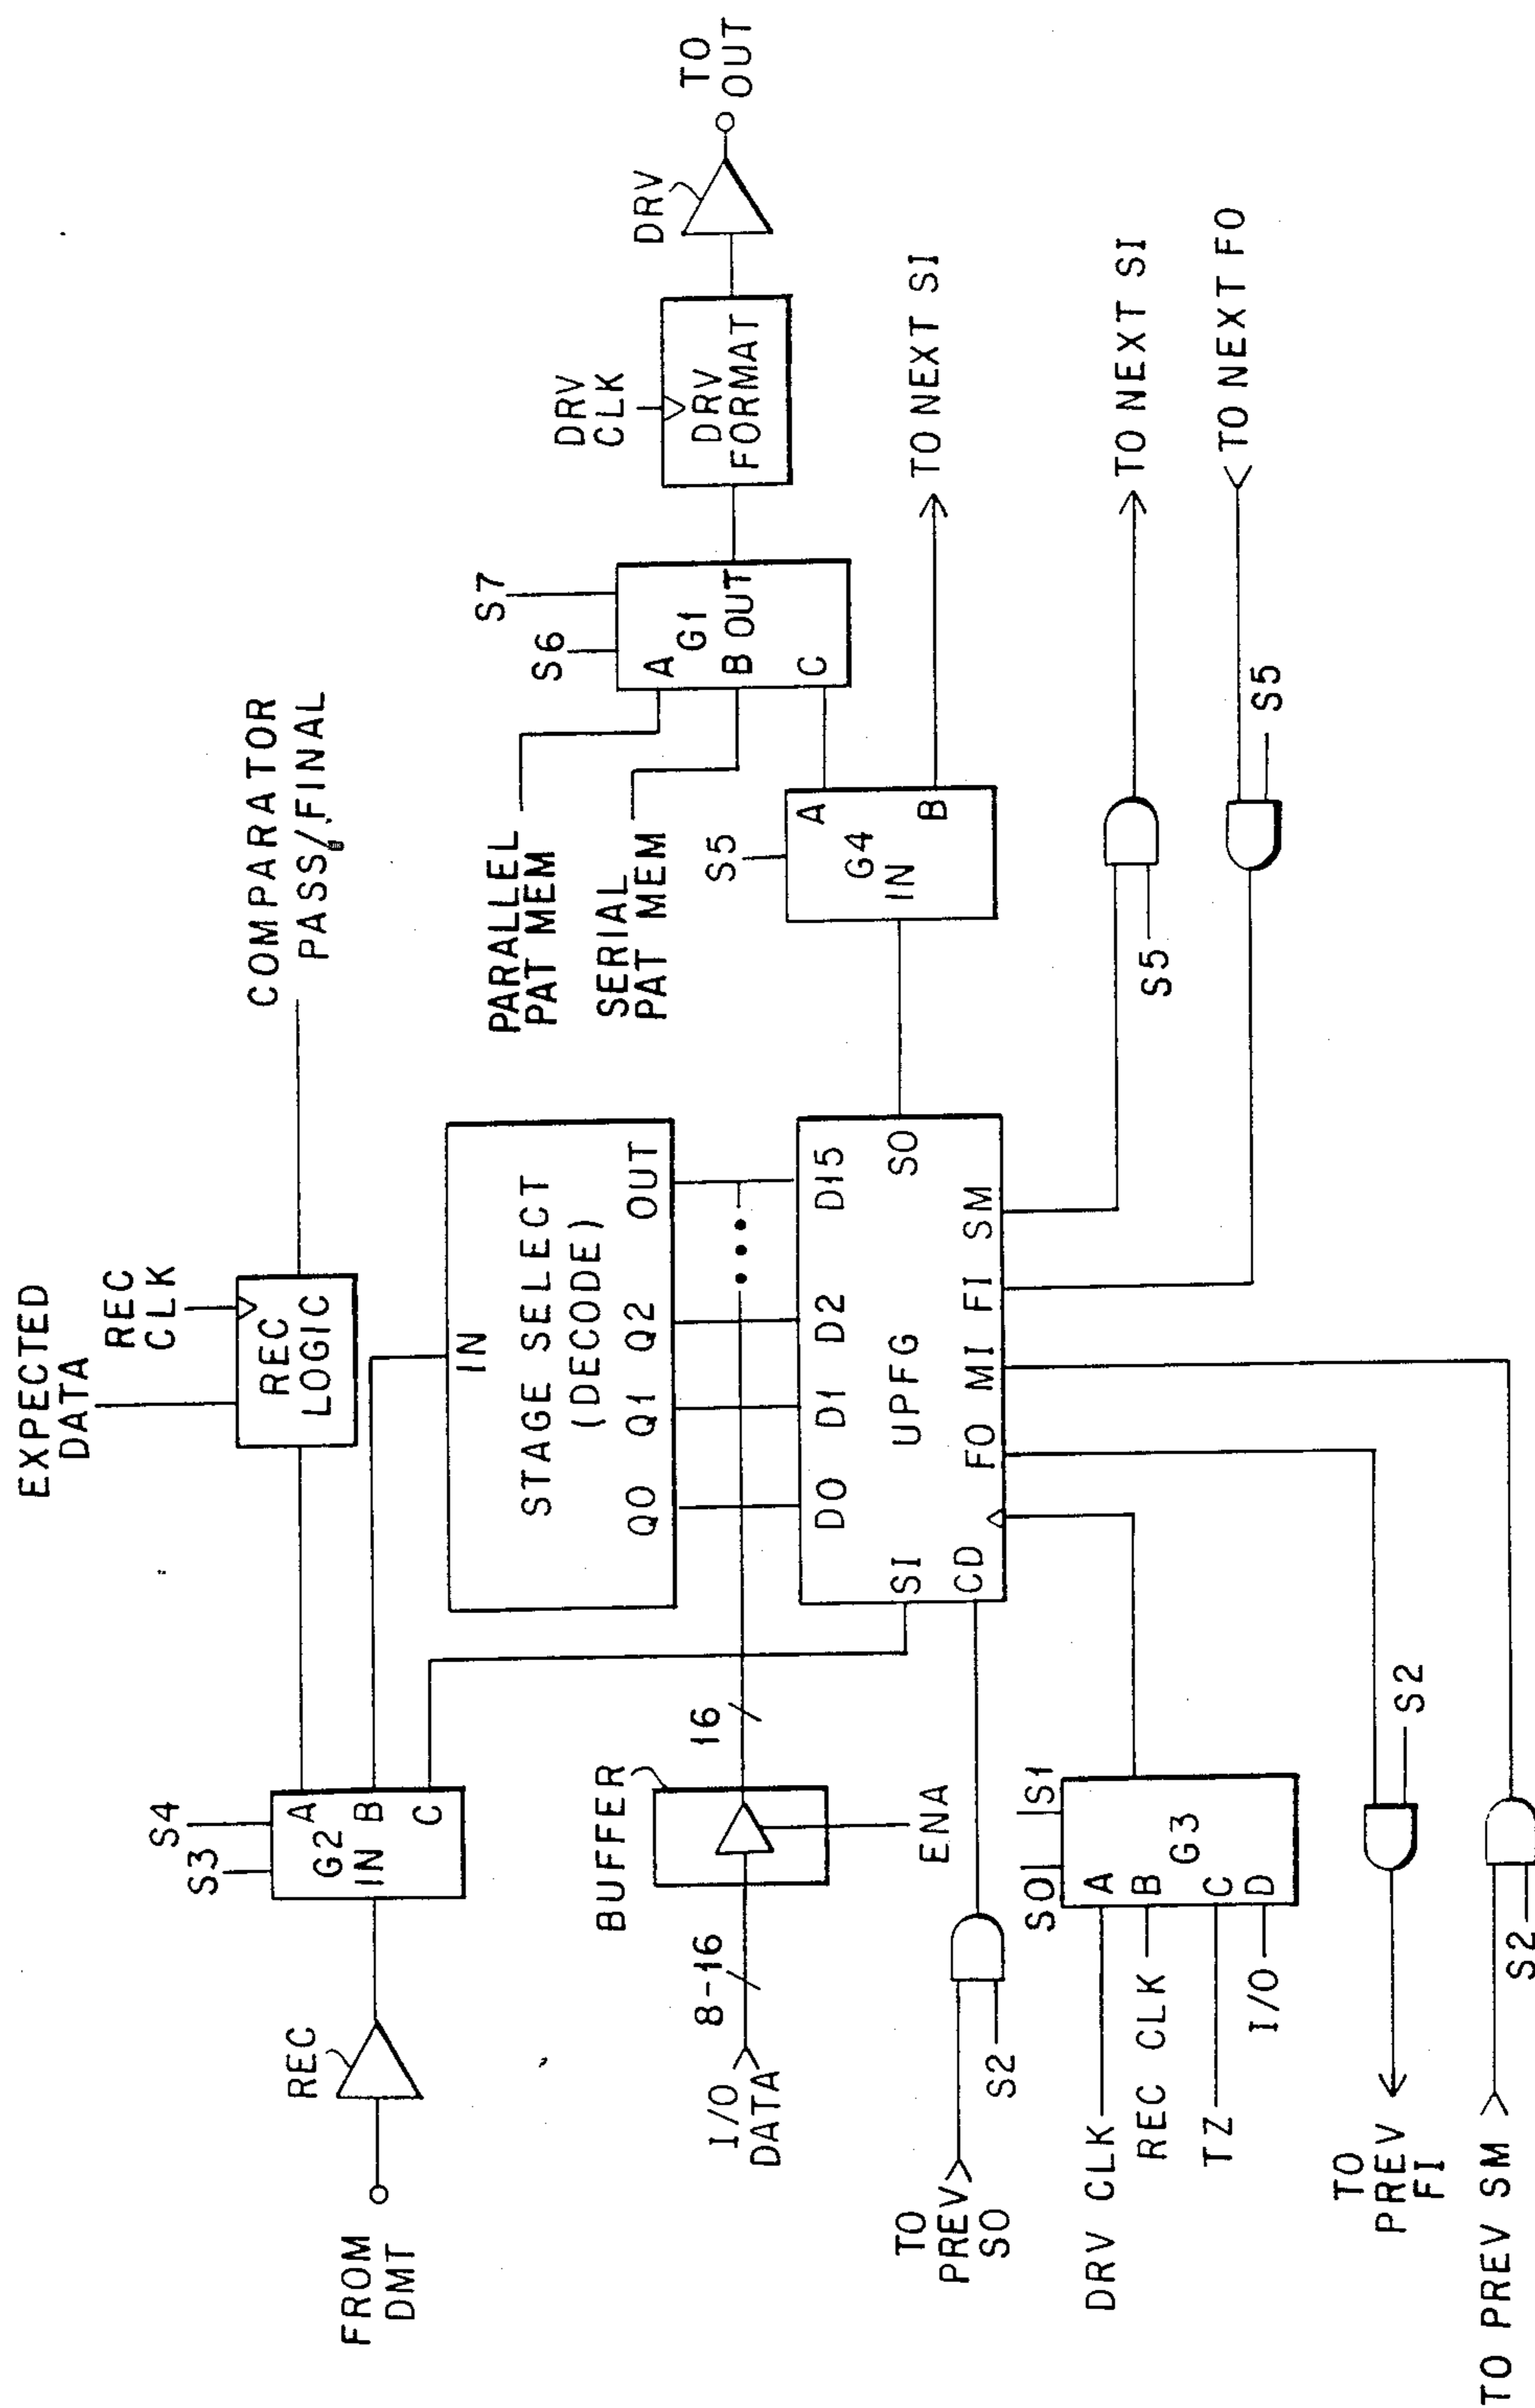 FROM
DMT
REC
S3
S4
G2
IN
A
B
C
EXPECTED
DATA
REC
CLK
REC
LOGIC
COMPARATOR
PASS/FINAL
IN
STAGE SELECT
(DECODE)
Q0
Q1
Q2
OUT
PARALLEL
PAT MEM
SERIAL
PAT MEM
S6
S7
A
B
C
G1
OUT
DRV
CLK
DRV
FORMAT
DRV
TO
OUT
I/O
DATA
8-16
BUFFER
ENA
16
D0
D1
D2
D15
SI
UPFG
SO
CD
FO
MI
FI
SM
S5
G4
IN
A
B
TO NEXT SI
TO
PREV
SO
S2
DRV CLK
REC CLK
TZ
I/O
S0
S1
A
B
C
D
G3
S5
TO NEXT SI
S5
TO NEXT FO
TO
PREV
FI
S2
TO PREV SM
S2